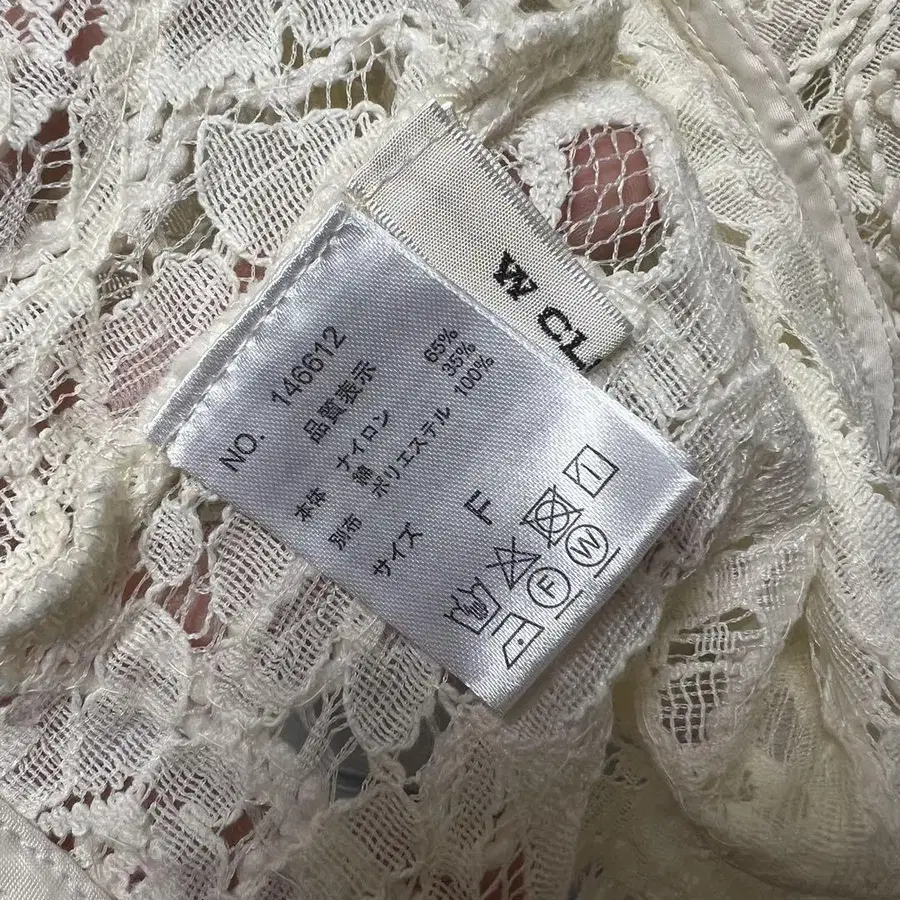 W CL
NO. 146612
品質表示
本体 ナイロン 65%
綿 35%
別布 ポリエステル 100%
サイズ F
F W